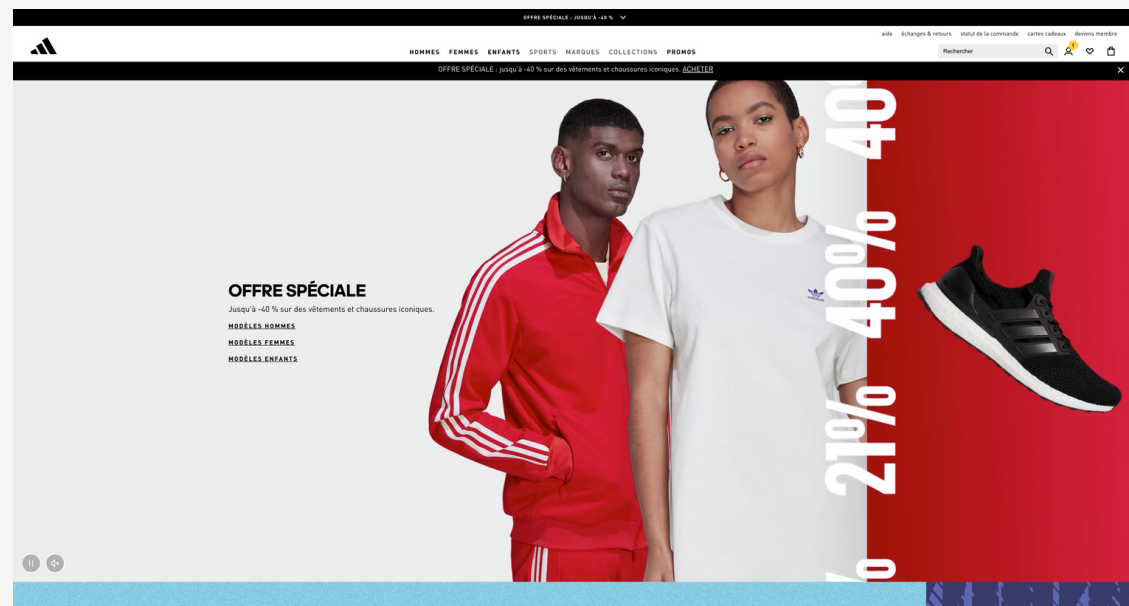 OFFRE SPÉCIALE : JUSQU'À -40 %
aide échanges & retours statut de la commande cartes cadeaux deviens membre
HOMMES FEMMES ENFANTS SPORTS MARQUES COLLECTIONS PROMOS
Rechercher
1
OFFRE SPÉCIALE : jusqu'à -40 % sur des vêtements et chaussures iconiques. ACHETER
OFFRE SPÉCIALE
Jusqu'à -40 % sur des vêtements et chaussures iconiques.
MODÈLES HOMMES
MODÈLES FEMMES
MODÈLES ENFANTS
21% 40% 40